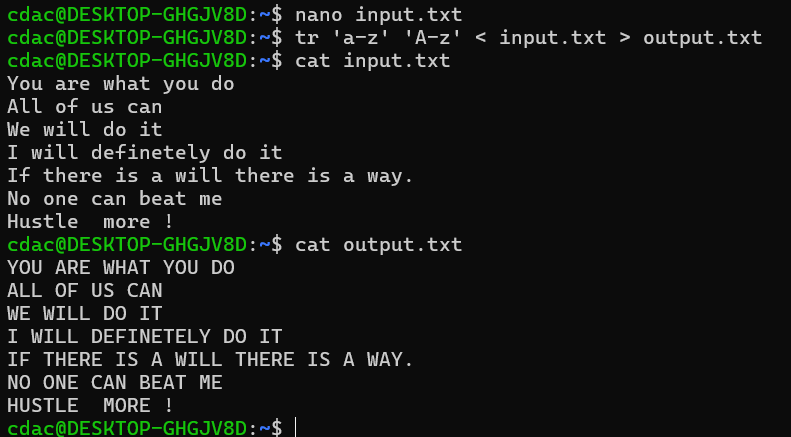 cdac@DESKTOP-GHGJV8D:~$ nano input.txt
cdac@DESKTOP-GHGJV8D:~$ tr 'a-z' 'A-z' < input.txt > output.txt
cdac@DESKTOP-GHGJV8D:~$ cat input.txt
You are what you do
All of us can
We will do it
I will definetely do it
If there is a will there is a way.
No one can beat me
Hustle  more !
cdac@DESKTOP-GHGJV8D:~$ cat output.txt
YOU ARE WHAT YOU DO
ALL OF US CAN
WE WILL DO IT
I WILL DEFINETELY DO IT
IF THERE IS A WILL THERE IS A WAY.
NO ONE CAN BEAT ME
HUSTLE  MORE !
cdac@DESKTOP-GHGJV8D:~$